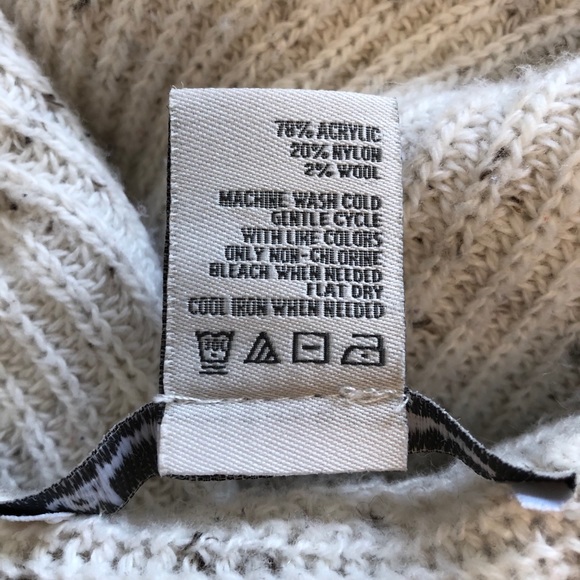 78% ACRYLIC
20% NYLON
2% WOOL
MACHINE WASH COLD
GENTLE CYCLE
WITH LIKE COLORS
ONLY NON-CHLORINE
BLEACH WHEN NEEDED
FLAT DRY
COOL IRON WHEN NEEDED
30C